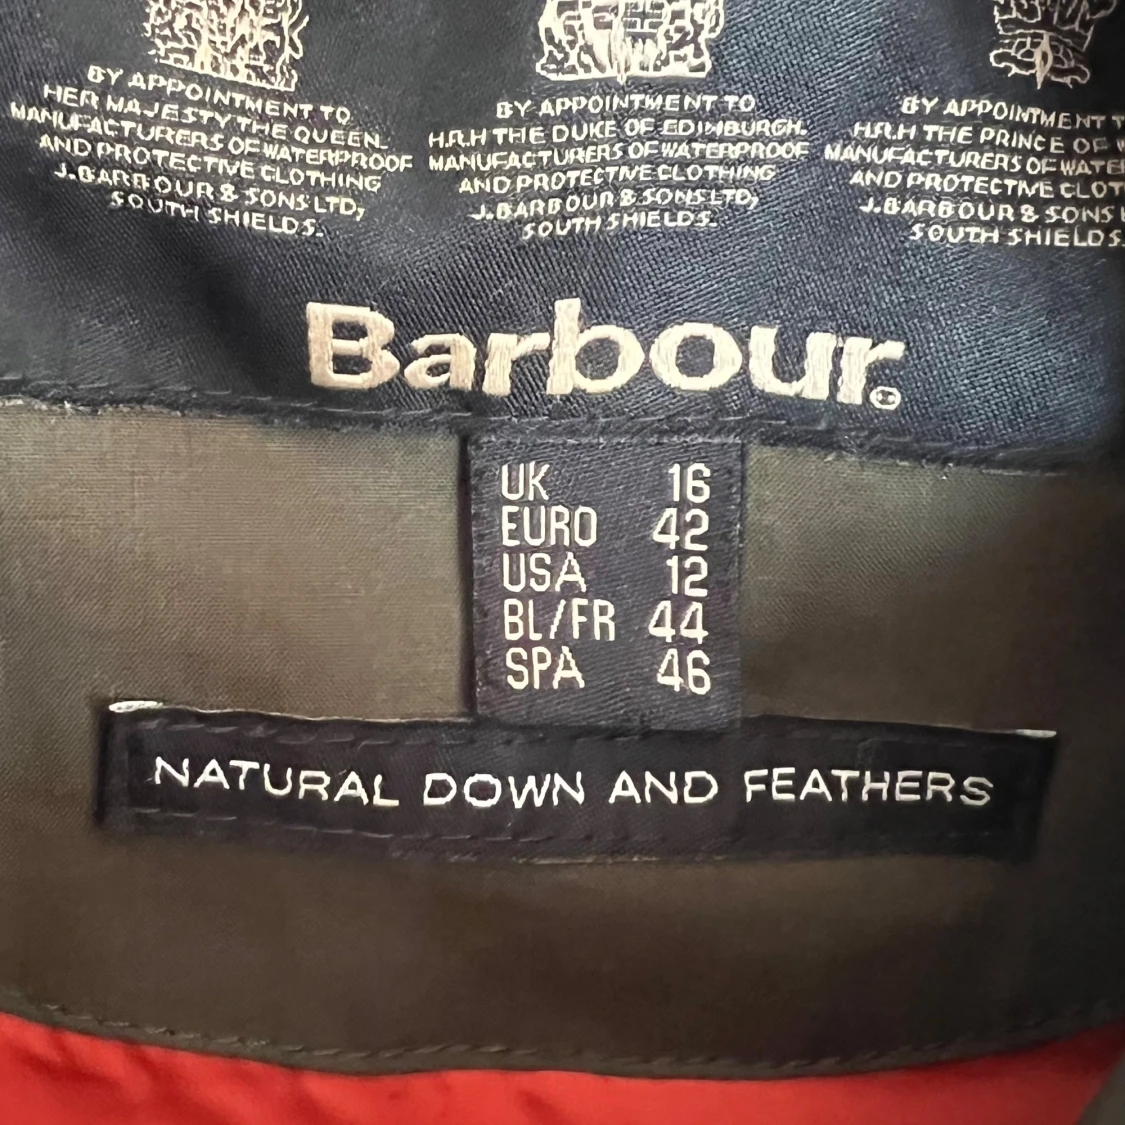 BY APPOINTMENT TO
HER MAJESTY THE QUEEN.
MANUFACTURERS OF WATERPROOF
AND PROTECTIVE CLOTHING
J.BARBOUR & SONS LTD,
SOUTH SHIELDS.
BY APPOINTMENT TO
H.R.H THE DUKE OF EDINBURGH.
MANUFACTURERS OF WATERPROOF
AND PROTECTIVE CLOTHING
J.BARBOUR & SONS LTD,
SOUTH SHIELDS.
BY APPOINTMENT
H.R.H THE PRINCE OF
MANUFACTURERS OF
AND PROTECTIVE
J.BARBOUR & SONS
SOUTH SHIELDS.
Barbour®
UK 16
EURO 42
USA 12
BL/FR 44
SPA 46
NATURAL DOWN AND FEATHERS